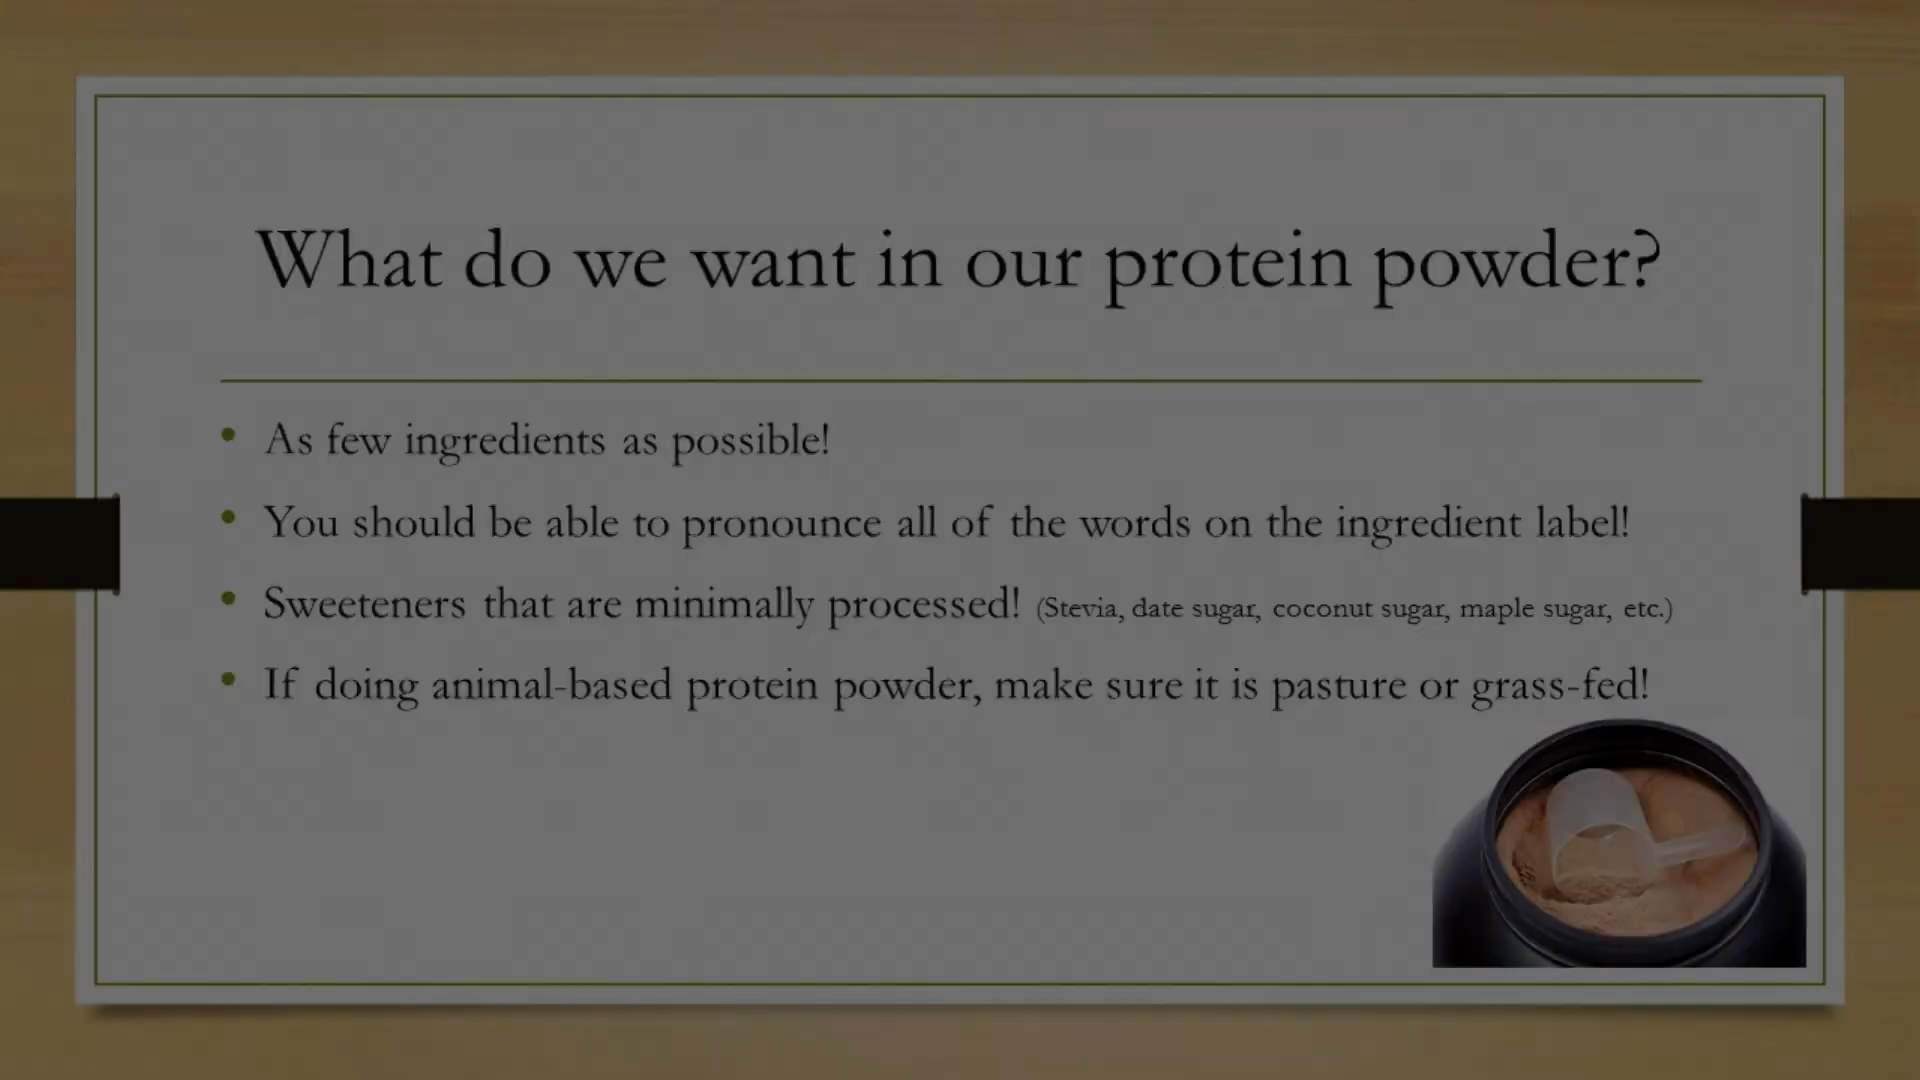 What do we want in our protein powder?
As few ingredients as possible!
You should be able to pronounce all of the words on the ingredient label!
Sweeteners that are minimally processed! (Stevia, date sugar, coconut sugar, maple sugar, etc.)
If doing animal-based protein powder, make sure it is pasture or grass-fed!